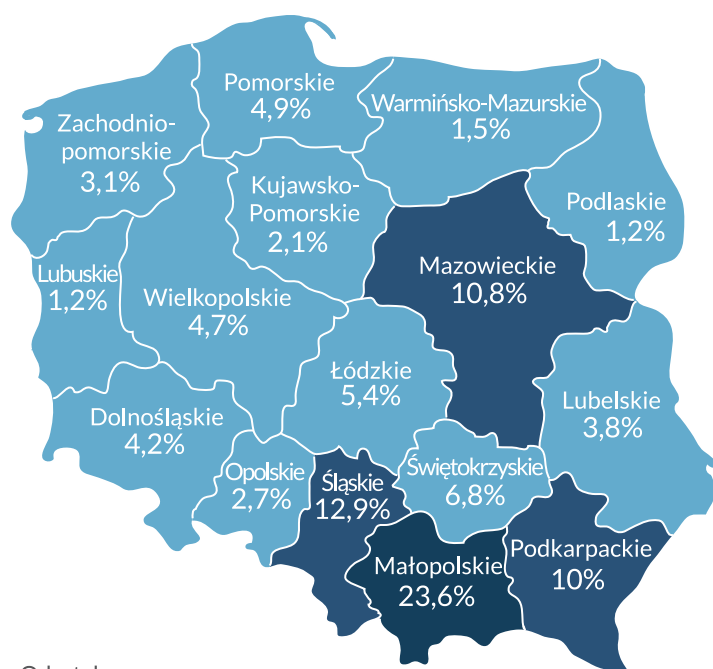 Pomorskie
4,9%
Warmińsko-Mazurskie
1,5%
Zachodnio-
pomorskie
3,1%
Kujawsko-
Pomorskie
2,1%
Podlaskie
1,2%
Mazowieckie
10,8%
Lubuskie
1,2%
Wielkopolskie
4,7%
Łódzkie
5,4%
Lubelskie
3,8%
Dolnośląskie
4,2%
Opolskie
2,7%
Śląskie
12,9%
Świętokrzyskie
6,8%
Małopolskie
23,6%
Podkarpackie
10%